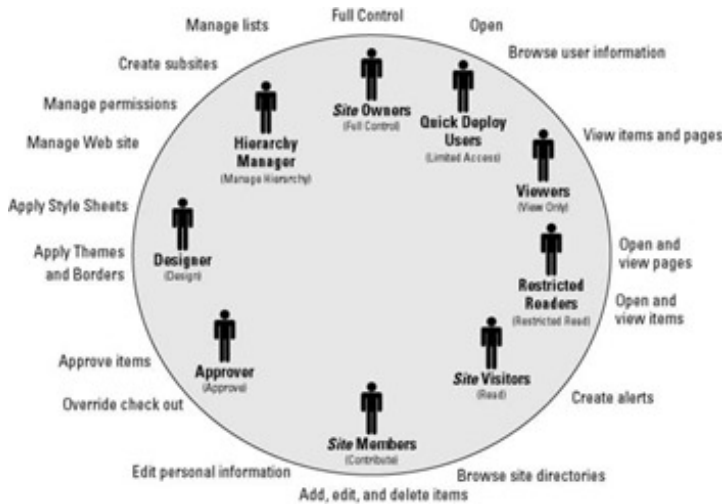 Full Control
Manage lists
Open
Create subsites
Browse user information
Manage permissions
Site Owners
(Full Control)
Quick Deploy
Users
(Limited Access)
Hierarchy
Manager
(Manage Hierarchy)
Manage Web site
View items and pages
Viewers
(View Only)
Apply Style Sheets
Apply Themes
and Borders
Designer
(Design)
Open and
view pages
Restricted
Readers
(Restricted Read)
Open and
view items
Approve items
Approver
(Approve)
Site Visitors
(Read)
Override check out
Create alerts
Site Members
(Contribute)
Edit personal information
Browse site directories
Add, edit, and delete items